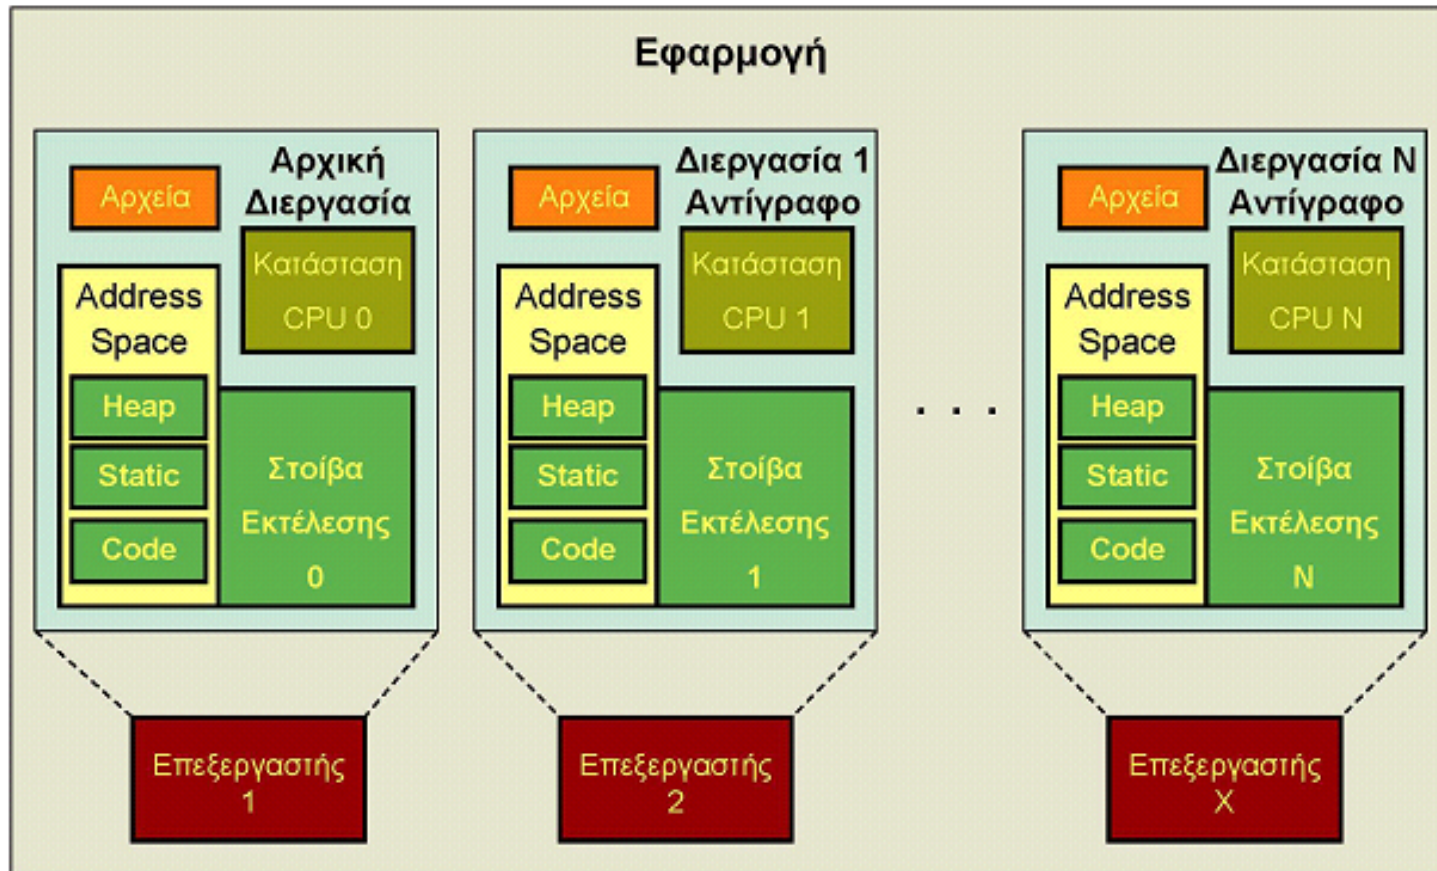 Εφαρμογή
Αρχική
Διεργασία
Αρχεία
Κατάσταση
CPU 0
Address
Space
Heap
Static
Code
Στοίβα
Εκτέλεσης
0
Επεξεργαστής
1
Διεργασία 1
Αντίγραφο
Αρχεία
Κατάσταση
CPU 1
Address
Space
Heap
Static
Code
Στοίβα
Εκτέλεσης
1
Επεξεργαστής
2
. . .
Διεργασία Ν
Αντίγραφο
Αρχεία
Κατάσταση
CPU N
Address
Space
Heap
Static
Code
Στοίβα
Εκτέλεσης
Ν
Επεξεργαστής
Χ